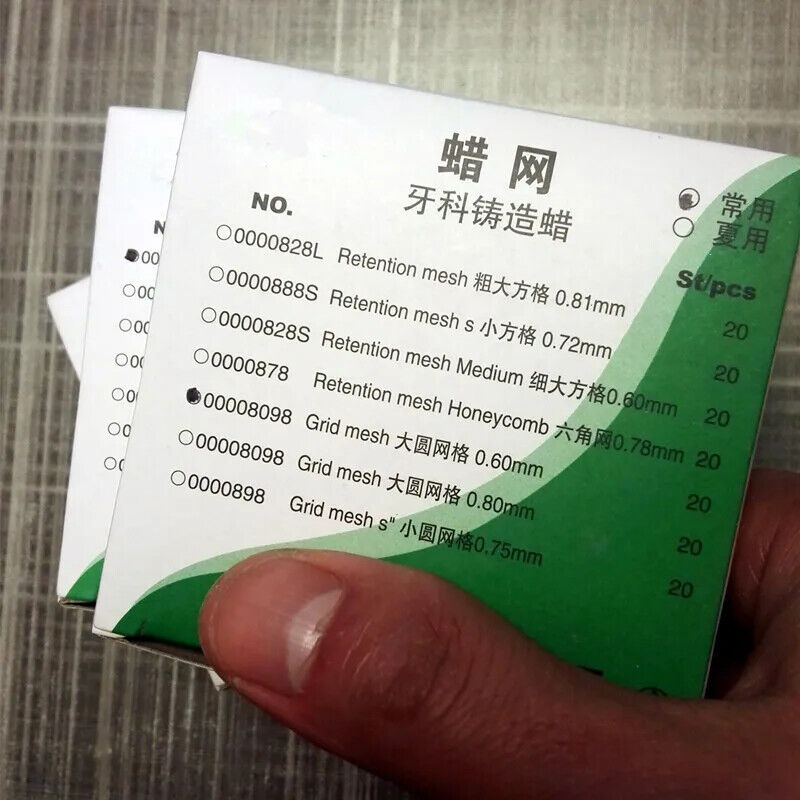 蜡 网
牙科铸造蜡
常用
夏用
NO.
St/pcs
0000828L Retention mesh 粗大方格 0.81mm 20
0000888S Retention mesh s 小方格 0.72mm 20
0000828S Retention mesh Medium 细大方格0.60mm 20
0000878 Retention mesh Honeycomb 六角网0.78mm 20
00008098 Grid mesh 大圆网格 0.60mm 20
00008098 Grid mesh 大圆网格 0.80mm 20
0000898 Grid mesh s" 小圆网格0.75mm 20